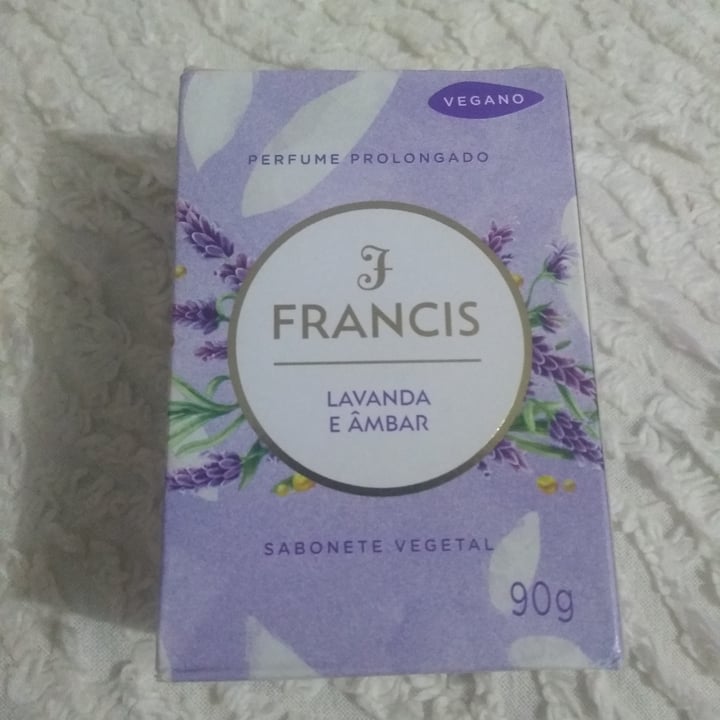 VEGANO
PERFUME PROLONGADO
F
FRANCIS
LAVANDA
E ÂMBAR
SABONETE VEGETAL
90g